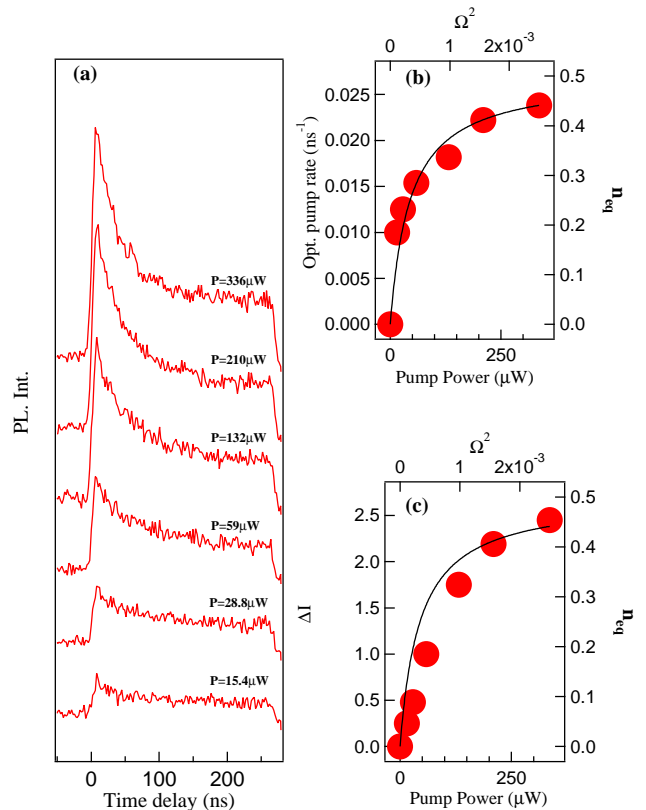 (a)
PL. Int.
P=336μW
P=210μW
P=132μW
P=59μW
P=28.8μW
P=15.4μW
0 100 200
Time delay (ns)
Ω²
0 1 2x10⁻³
(b)
Opt. pump rate (ns⁻¹)
0.025
0.020
0.015
0.010
0.005
0.000
0.5
0.4
0.3
0.2
0.1
0.0
n_eq
0 250
Pump Power (μW)
Ω²
0 1 2x10⁻³
(c)
ΔI
2.5
2.0
1.5
1.0
0.5
0.0
0.5
0.4
0.3
0.2
0.1
0.0
n_eq
0 250
Pump Power (μW)